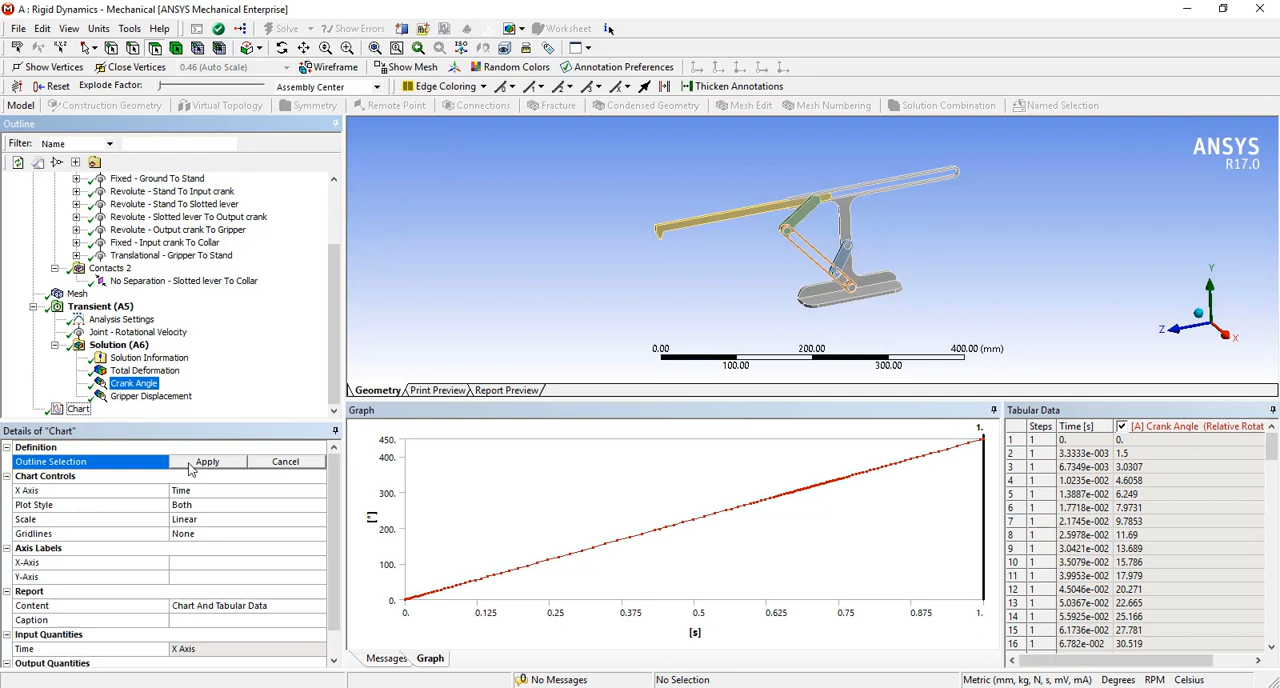 A : Rigid Dynamics - Mechanical [ANSYS Mechanical Enterprise]
File Edit View Units Tools Help Solve Show Errors Worksheet
Show Vertices Close Vertices 0.46 (Auto Scale) Wireframe Show Mesh Random Colors Annotation Preferences
Reset Explode Factor: Assembly Center Edge Coloring Thicken Annotations
Model Construction Geometry Virtual Topology Symmetry Remote Point Connections Fracture Condensed Geometry Mesh Edit Mesh Numbering Solution Combination Named Selection
Outline
Filter: Name
Fixed - Ground To Stand
Revolute - Stand To Input crank
Revolute - Stand To Slotted lever
Revolute - Slotted lever To Output crank
Revolute - Output crank To Gripper
Fixed - Input crank To Collar
Translational - Gripper To Stand
Contacts 2
No Separation - Slotted lever To Collar
Mesh
Transient (A5)
Analysis Settings
Joint - Rotational Velocity
Solution (A6)
Solution Information
Total Deformation
Crank Angle
Gripper Displacement
Chart
ANSYS
R17.0
Y
Z
X
0.00 200.00 400.00 (mm)
100.00 300.00
Geometry Print Preview Report Preview
Details of "Chart"
Definition
Outline Selection Apply Cancel
Chart Controls
X Axis Time
Plot Style Both
Scale Linear
Gridlines None
Axis Labels
X-Axis
Y-Axis
Report
Content Chart And Tabular Data
Caption
Input Quantities
Time X Axis
Output Quantities
Graph
1.
450.
400.
300.
200.
100.
0.
[°]
0. 0.125 0.25 0.375 0.5 0.625 0.75 0.875 1.
[s]
Messages Graph
Tabular Data
Steps Time [s] [A] Crank Angle (Relative Rotat
1 1 0. 0.
2 1 3.3333e-003 1.5
3 1 6.7349e-003 3.0307
4 1 1.0235e-002 4.6058
5 1 1.3887e-002 6.249
6 1 1.7718e-002 7.9731
7 1 2.1745e-002 9.7853
8 1 2.5978e-002 11.69
9 1 3.0421e-002 13.689
10 1 3.5079e-002 15.786
11 1 3.9953e-002 17.979
12 1 4.5046e-002 20.271
13 1 5.0367e-002 22.665
14 1 5.5925e-002 25.166
15 1 6.1736e-002 27.781
16 1 6.782e-002 30.519
No Messages No Selection Metric (mm, kg, N, s, mV, mA) Degrees RPM Celsius